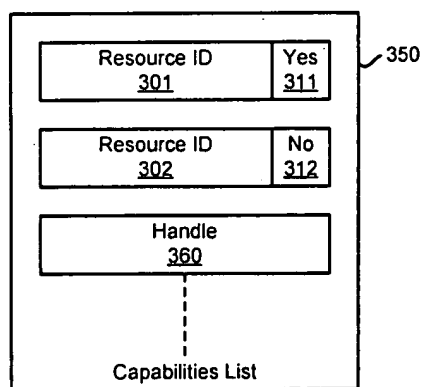 Resource ID Yes
301 311
350
Resource ID No
302 312
Handle
360
Capabilities List